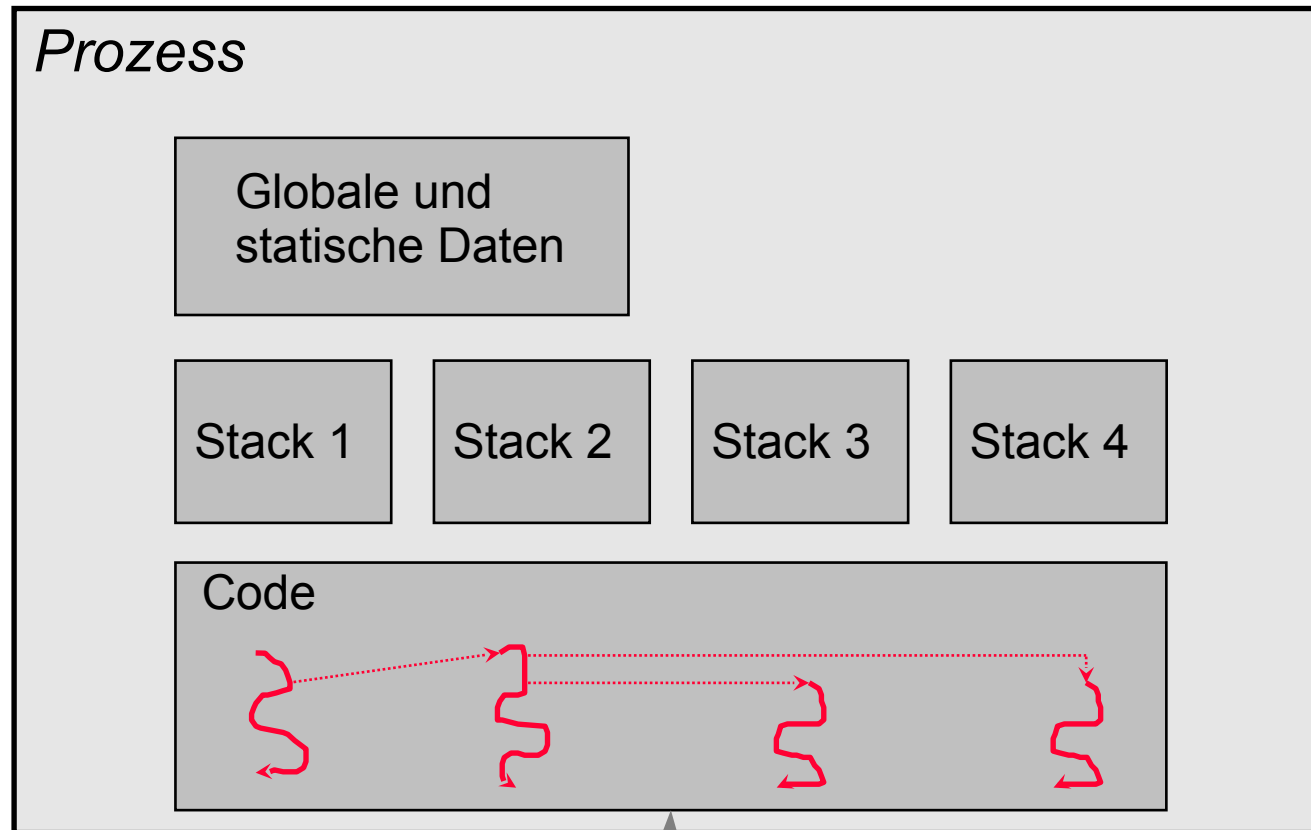 Prozess
Globale und
statische Daten
Stack 1
Stack 2
Stack 3
Stack 4
Code